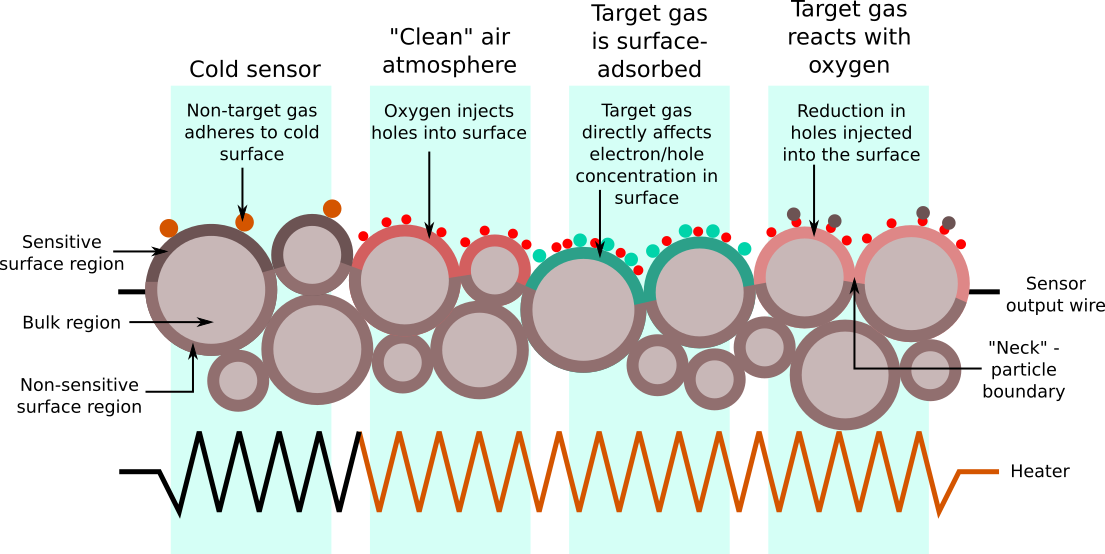 Cold sensor
"Clean" air
atmosphere
Target gas
is surface-
adsorbed
Target gas
reacts with
oxygen
Non-target gas
adheres to cold
surface
Oxygen injects
holes into surface
Target gas
directly affects
electron/hole
concentration in
surface
Reduction in
holes injected
into the surface
Sensitive
surface region
Bulk region
Non-sensitive
surface region
Sensor
output wire
"Neck" -
particle
boundary
Heater